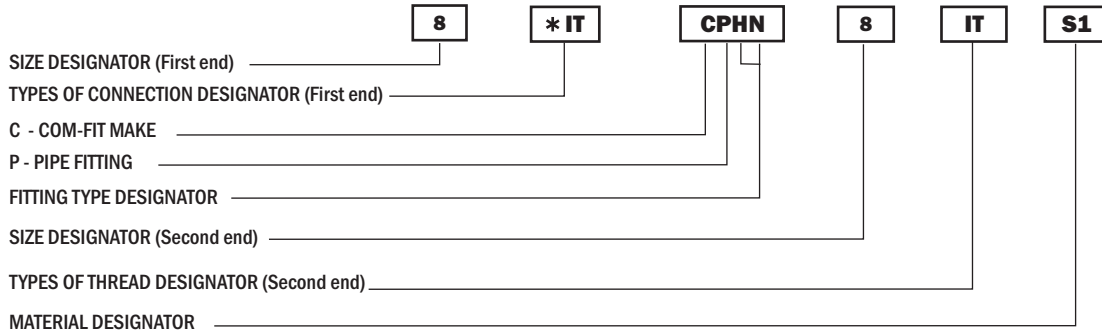 8 * IT CPHN 8 IT S1
SIZE DESIGNATOR (First end)
TYPES OF CONNECTION DESIGNATOR (First end)
C - COM-FIT MAKE
P - PIPE FITTING
FITTING TYPE DESIGNATOR
SIZE DESIGNATOR (Second end)
TYPES OF THREAD DESIGNATOR (Second end)
MATERIAL DESIGNATOR